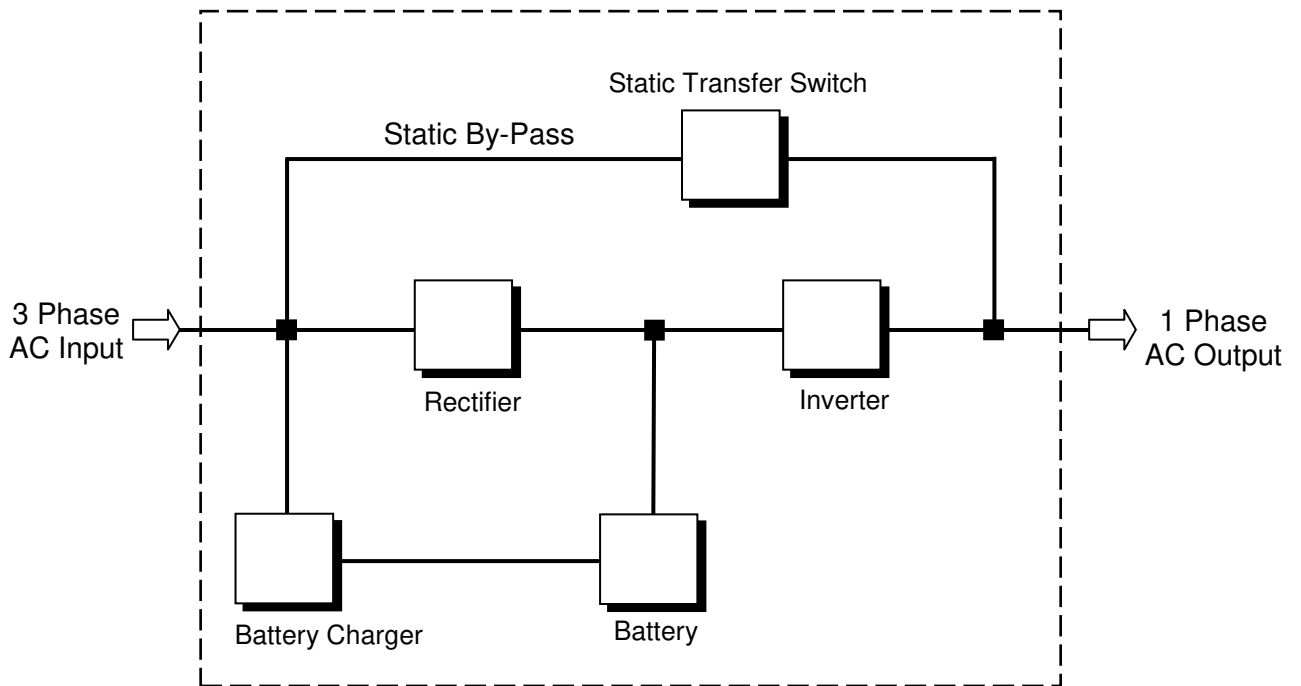 Static Transfer Switch
Static By-Pass
3 Phase
AC Input
1 Phase
AC Output
Rectifier
Inverter
Battery Charger
Battery